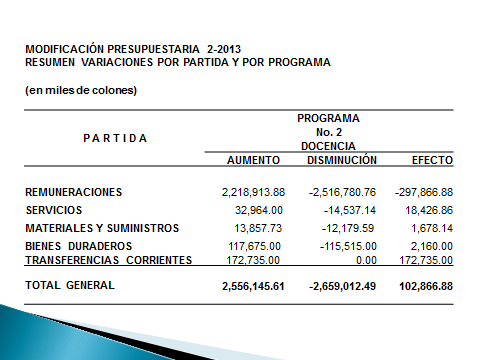 MODIFICACIÓN PRESUPUESTARIA 2-2013
RESUMEN VARIACIONES POR PARTIDA Y POR PROGRAMA
(en miles de colones)
PARTIDA
PROGRAMA
No. 2
DOCENCIA
AUMENTO DISMINUCIÓN EFECTO
REMUNERACIONES 2,218,913.88 -2,516,780.76 -297,866.88
SERVICIOS 32,964.00 -14,537.14 18,426.86
MATERIALES Y SUMINISTROS 13,857.73 -12,179.59 1,678.14
BIENES DURADEROS 117,675.00 -115,515.00 2,160.00
TRANSFERENCIAS CORRIENTES 172,735.00 0.00 172,735.00
TOTAL GENERAL 2,556,145.61 -2,659,012.49 102,866.88